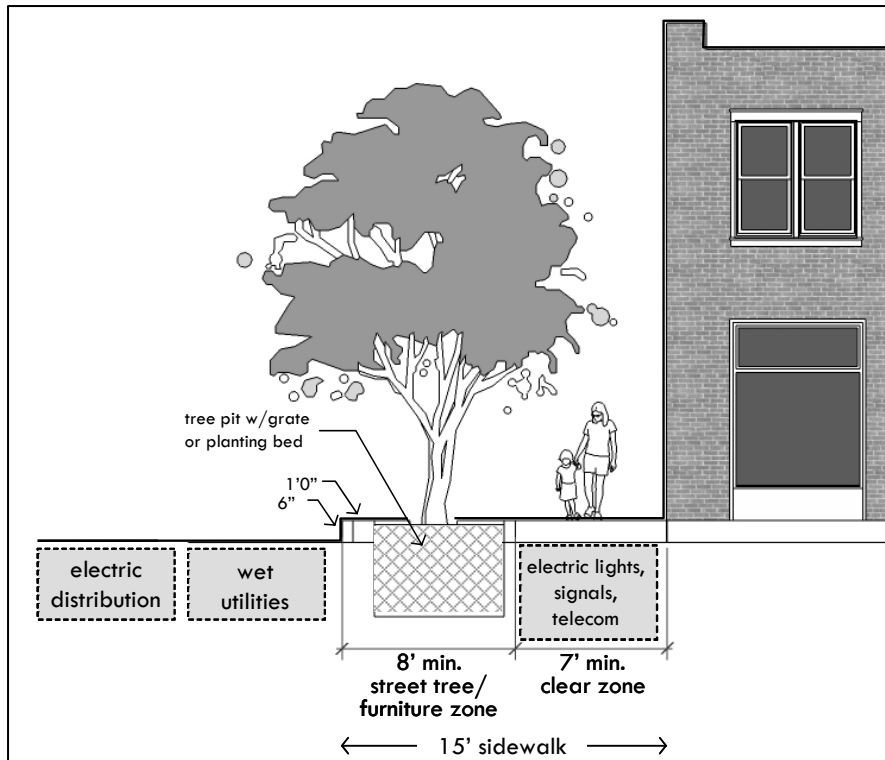 tree pit w/grate
or planting bed
1'0"
6"
electric
distribution
wet
utilities
electric lights,
signals,
telecom
8' min.
street tree/
furniture zone
7' min.
clear zone
15' sidewalk